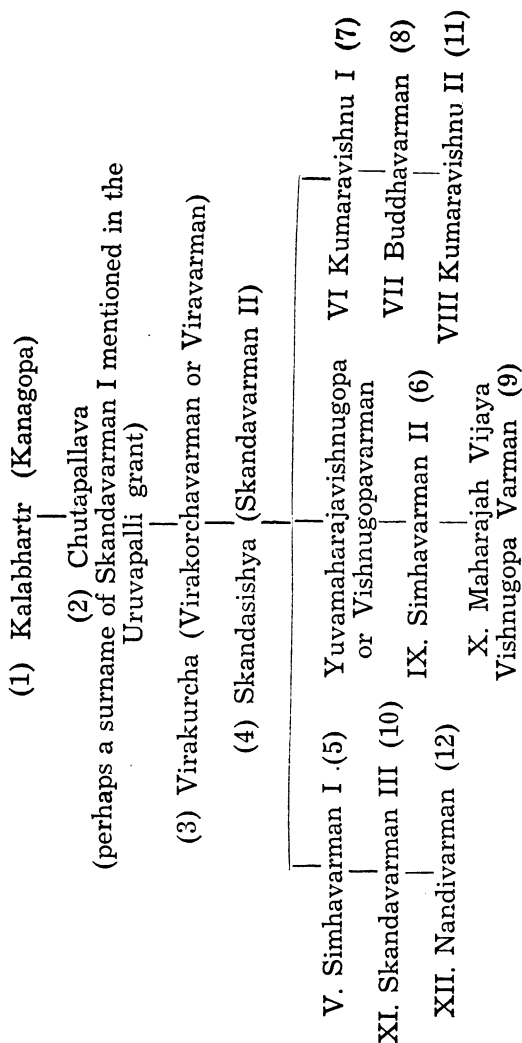 (1) Kalabhartr (Kanagopa)
(2) Chutapallava
(perhaps a surname of Skandavarman I mentioned in the
Uruvapalli grant)
(3) Virakurcha (Virakorchavarman or Viravarman)
(4) Skandasishya (Skandavarman II)
V. Simhavarman I .(5)
XI. Skandavarman III (10)
XII. Nandivarman (12)
Yuvamaharajavishnugopa
or Vishnugopavarman
IX. Simhavarman II (6)
X. Maharajah Vijaya
Vishnugopa Varman (9)
VI Kumaravishnu I (7)
VII Buddhavarman (8)
VIII Kumaravishnu II (11)